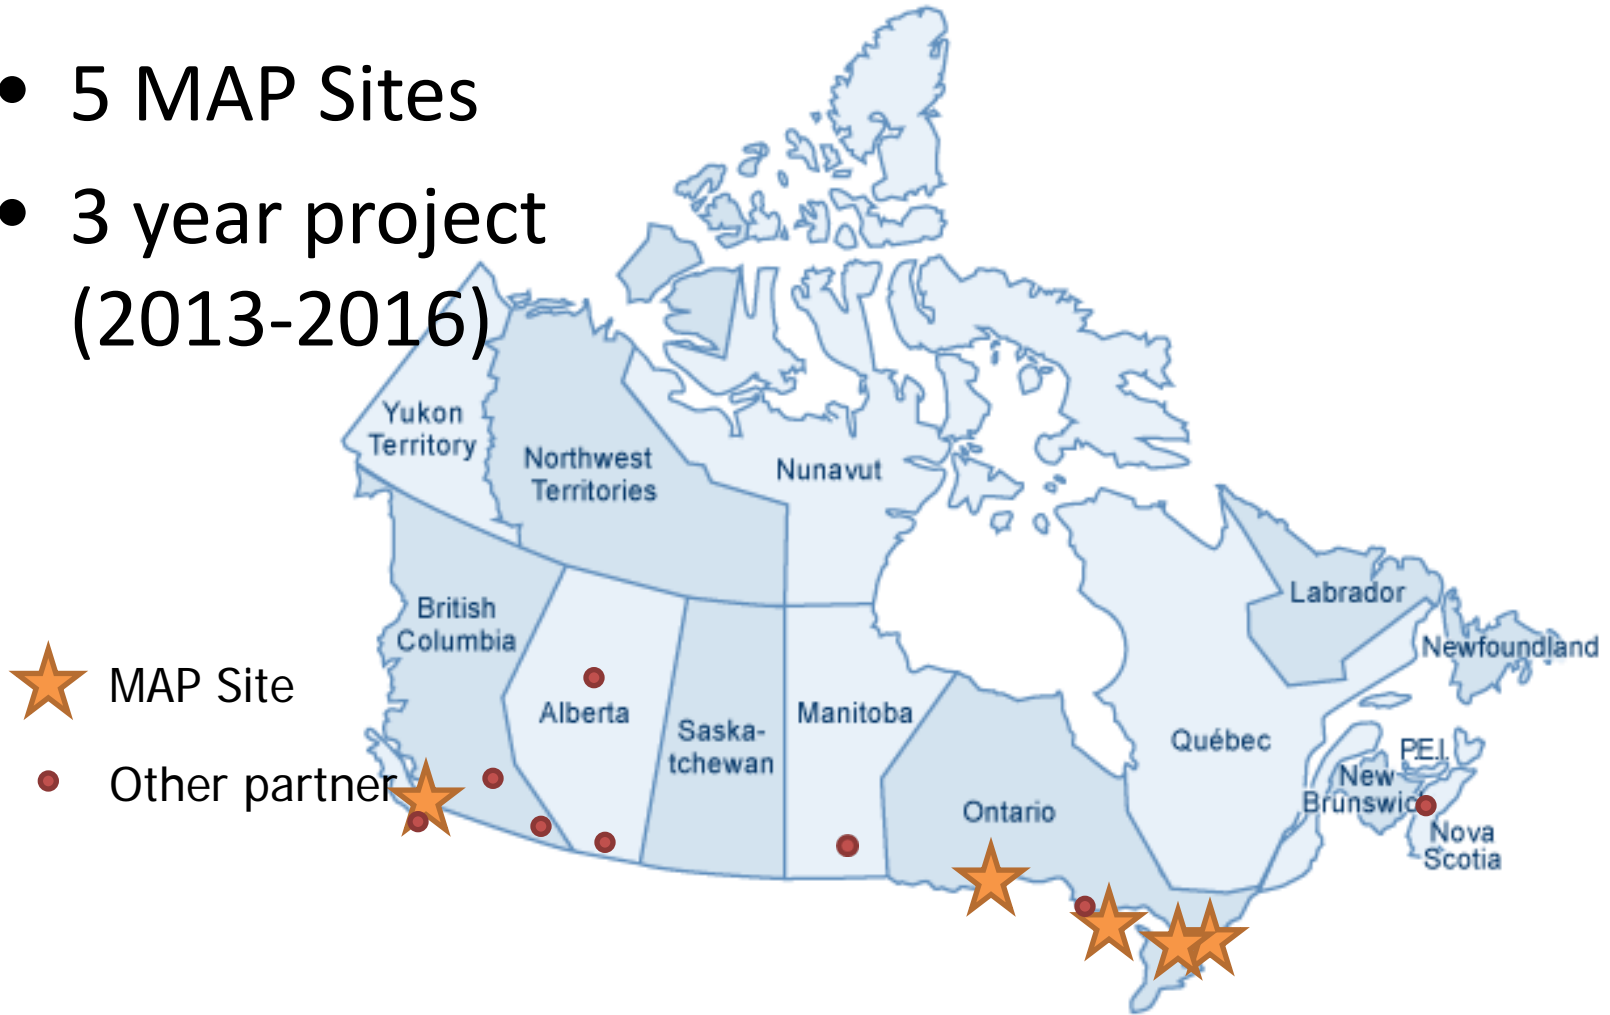 • 5 MAP Sites
• 3 year project
(2013-2016)
Yukon
Territory
Northwest
Territories
Nunavut
British
Columbia
Alberta
Saska-
tchewan
Manitoba
Ontario
Québec
Labrador
Newfoundland
P.E.I.
New
Brunswic
Nova
Scotia
MAP Site
Other partner